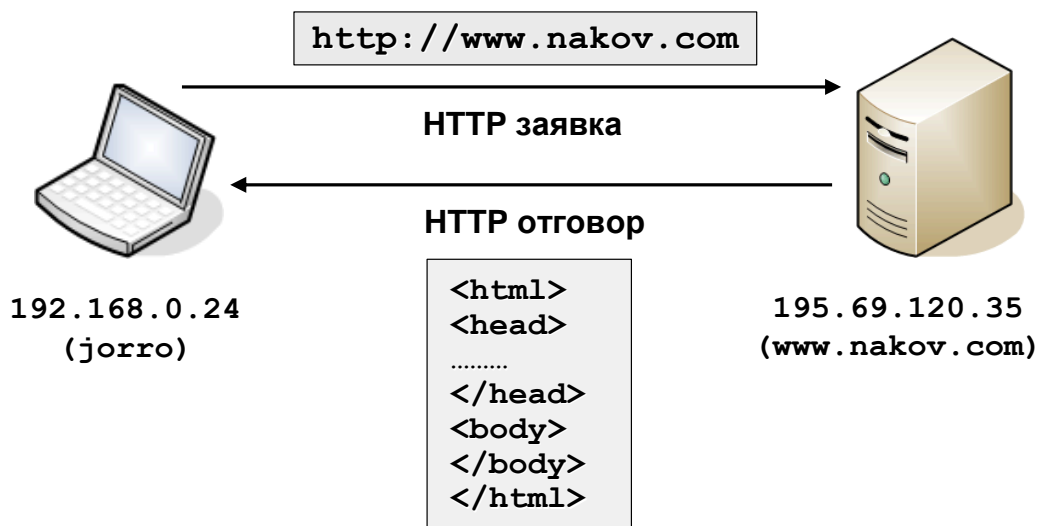 http://www.nakov.com
HTTP заявка
HTTP отговор
192.168.0.24
(jorro)
195.69.120.35
(www.nakov.com)
<html>
<head>
.........
</head>
<body>
</body>
</html>